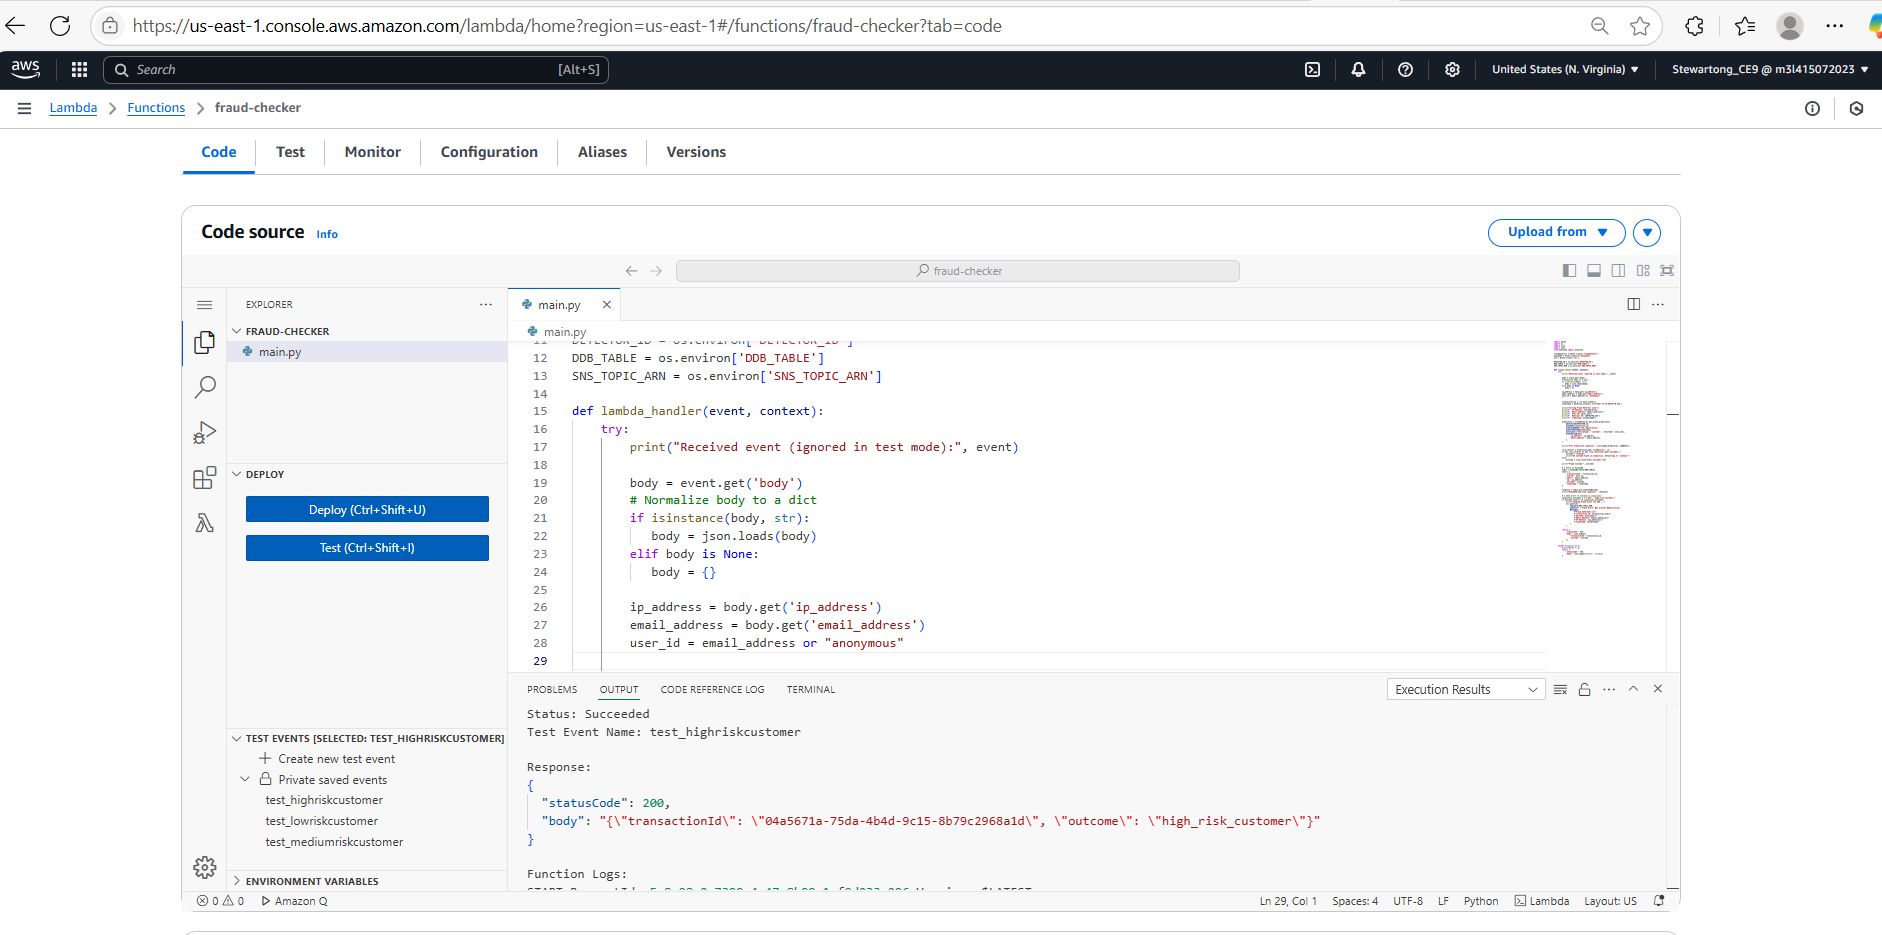 https://us-east-1.console.aws.amazon.com/lambda/home?region=us-east-1#/functions/fraud-checker?tab=code
aws
Search [Alt+S]
United States (N. Virginia) Stewartong_CE9 @ m3l415072023
Lambda Functions fraud-checker
Code Test Monitor Configuration Aliases Versions
Code source Info
Upload from
fraud-checker
EXPLORER
FRAUD-CHECKER
main.py
DEPLOY
Deploy (Ctrl+Shift+U)
Test (Ctrl+Shift+I)
TEST EVENTS [SELECTED: TEST_HIGHRISKCUSTOMER]
Create new test event
Private saved events
test_highriskcustomer
test_lowriskcustomer
test_mediumriskcustomer
ENVIRONMENT VARIABLES
main.py
main.py
11 DETECTOR_ID = os.environ['DETECTOR_ID']
12 DDB_TABLE = os.environ['DDB_TABLE']
13 SNS_TOPIC_ARN = os.environ['SNS_TOPIC_ARN']
14
15 def lambda_handler(event, context):
16 try:
17 print("Received event (ignored in test mode):", event)
18
19 body = event.get('body')
20 # Normalize body to a dict
21 if isinstance(body, str):
22 body = json.loads(body)
23 elif body is None:
24 body = {}
25
26 ip_address = body.get('ip_address')
27 email_address = body.get('email_address')
28 user_id = email_address or "anonymous"
29
PROBLEMS OUTPUT CODE REFERENCE LOG TERMINAL
Execution Results
Status: Succeeded
Test Event Name: test_highriskcustomer
Response:
{
"statusCode": 200,
"body": "{\"transactionId\": \"04a5671a-75da-4b4d-9c15-8b79c2968a1d\", \"outcome\": \"high_risk_customer\"}"
}
Function Logs:
0 0 Amazon Q
Ln 29, Col 1 Spaces: 4 UTF-8 LF Python Lambda Layout: US